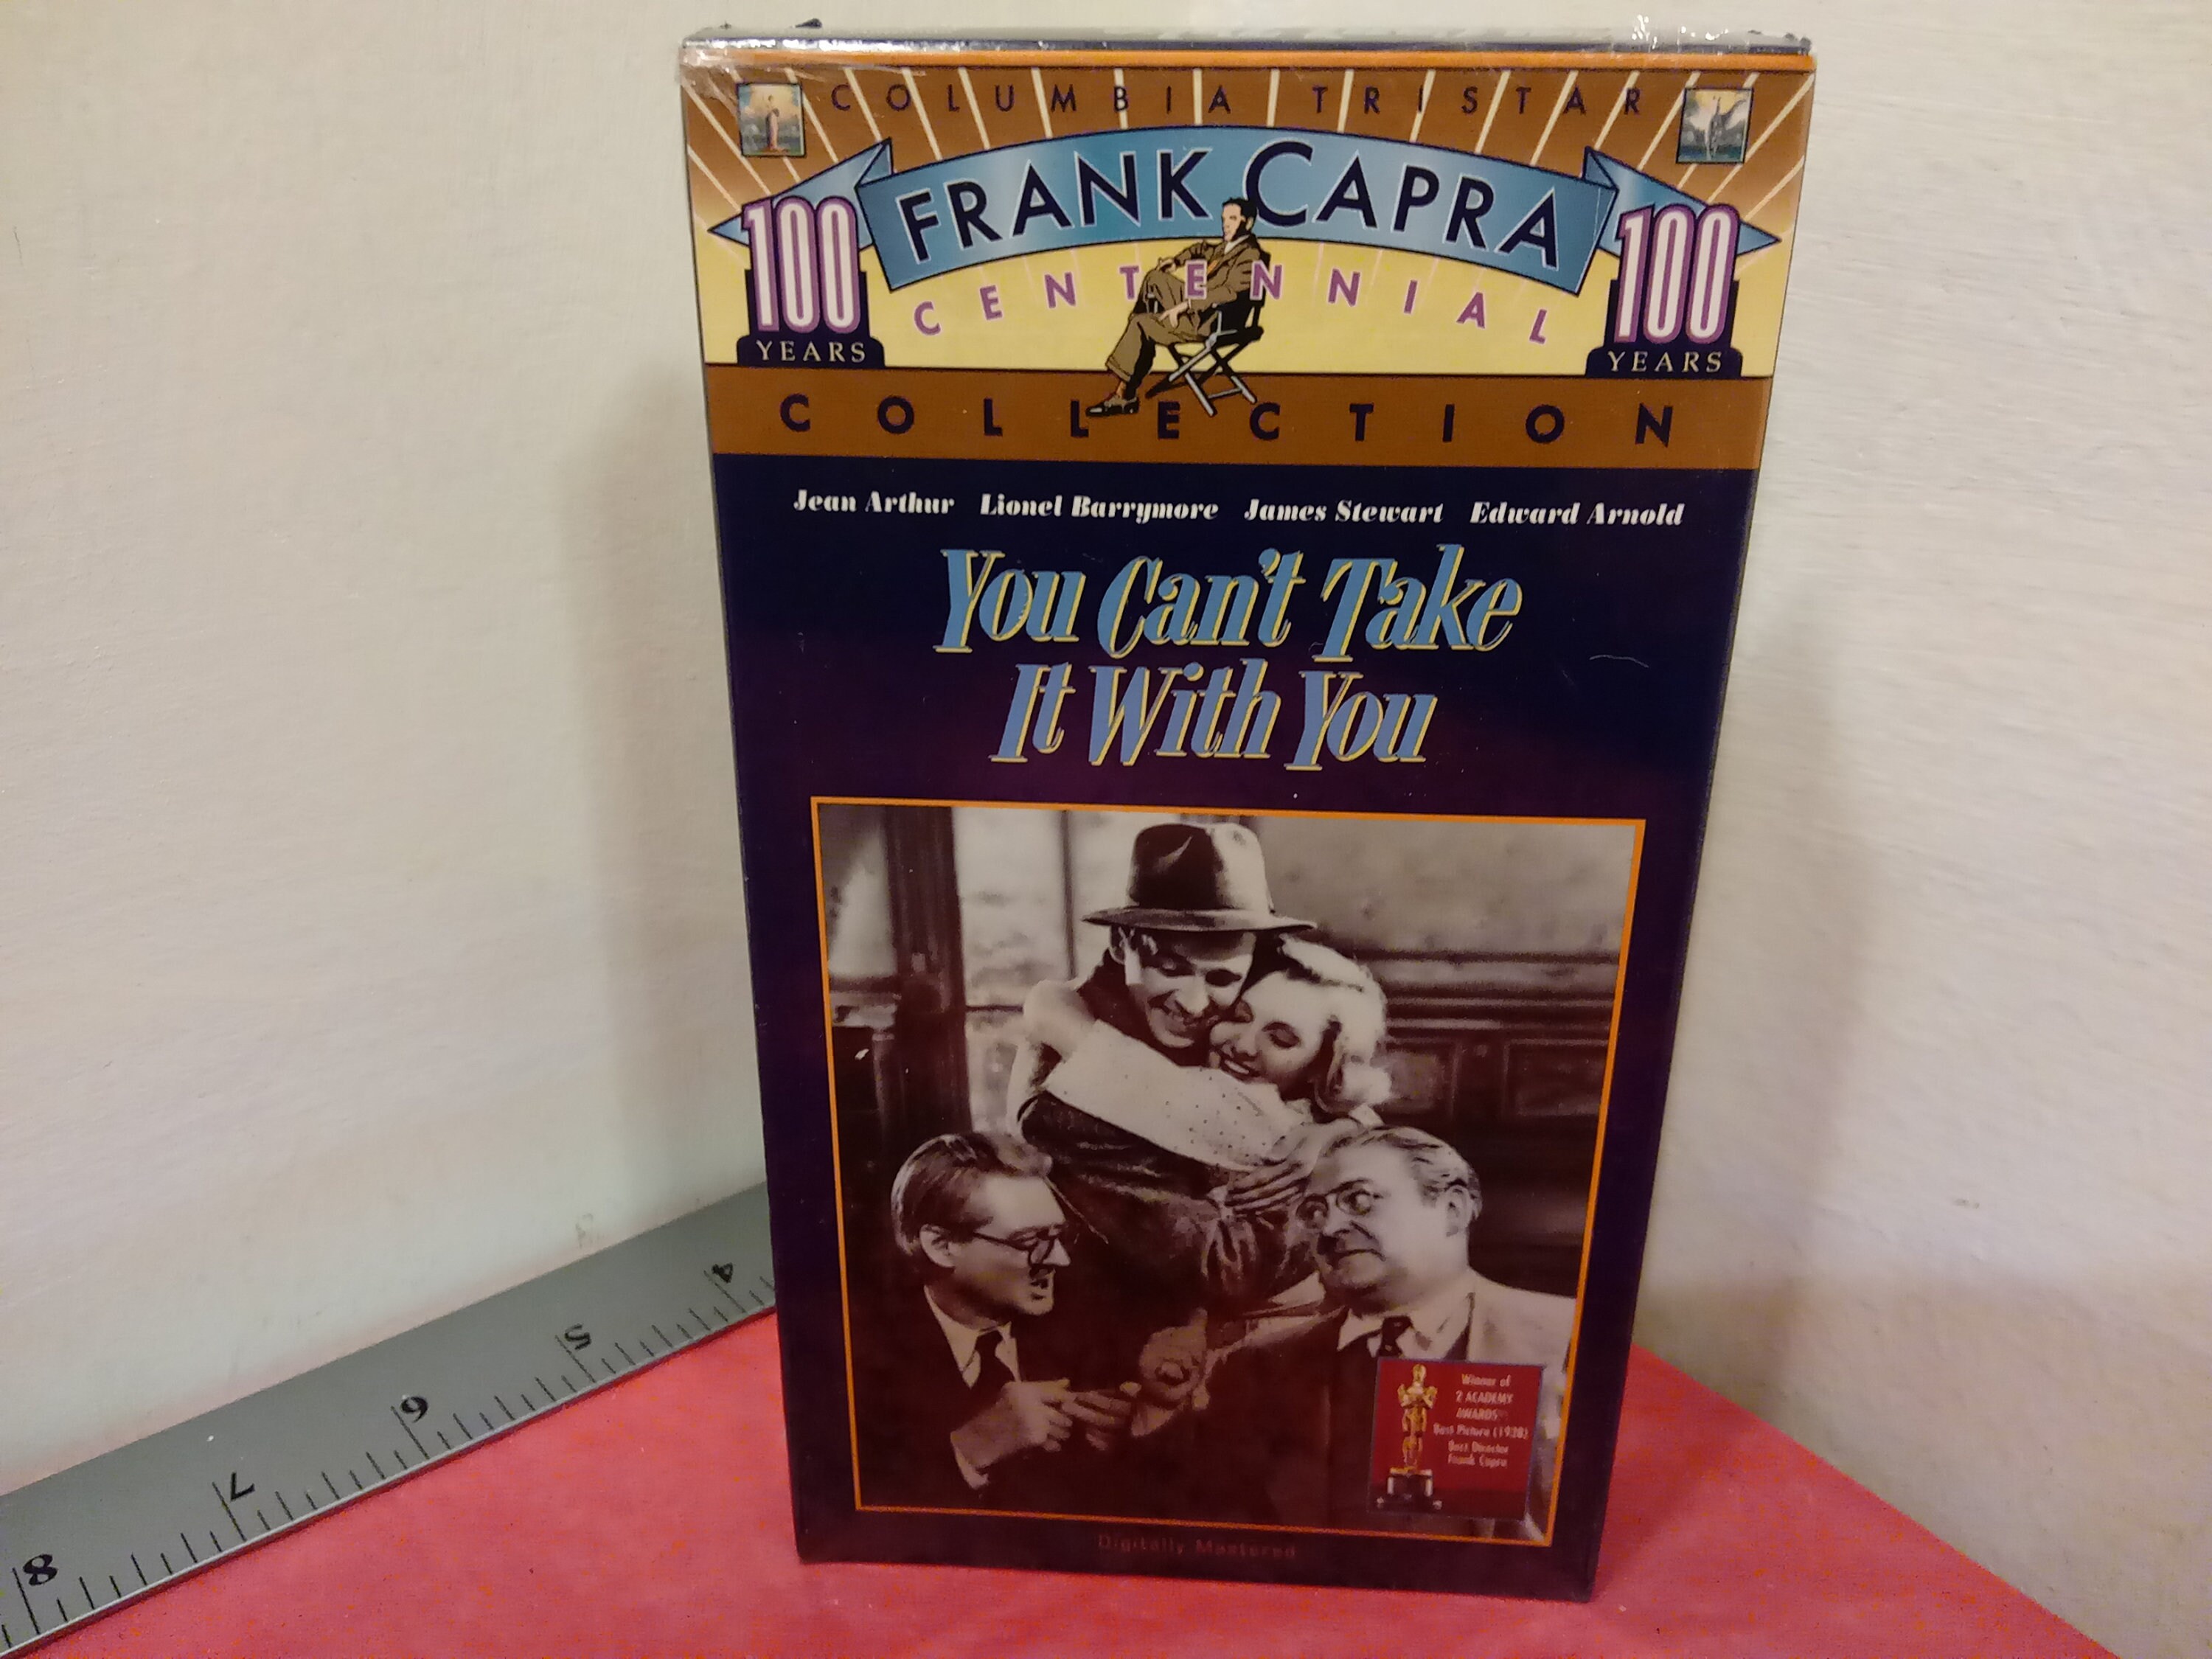 COLUMBIA TRISTAR
FRANK CAPRA
100 YEARS
CENTENNIAL
100 YEARS
COLLECTION
Jean Arthur Lionel Barrymore James Stewart Edward Arnold
You Can't Take
It With You
Winner of
2 ACADEMY
AWARDS
Best Picture (1938)
Best Director
Frank Capra
Digitally Mastered
4
5
6
7
8